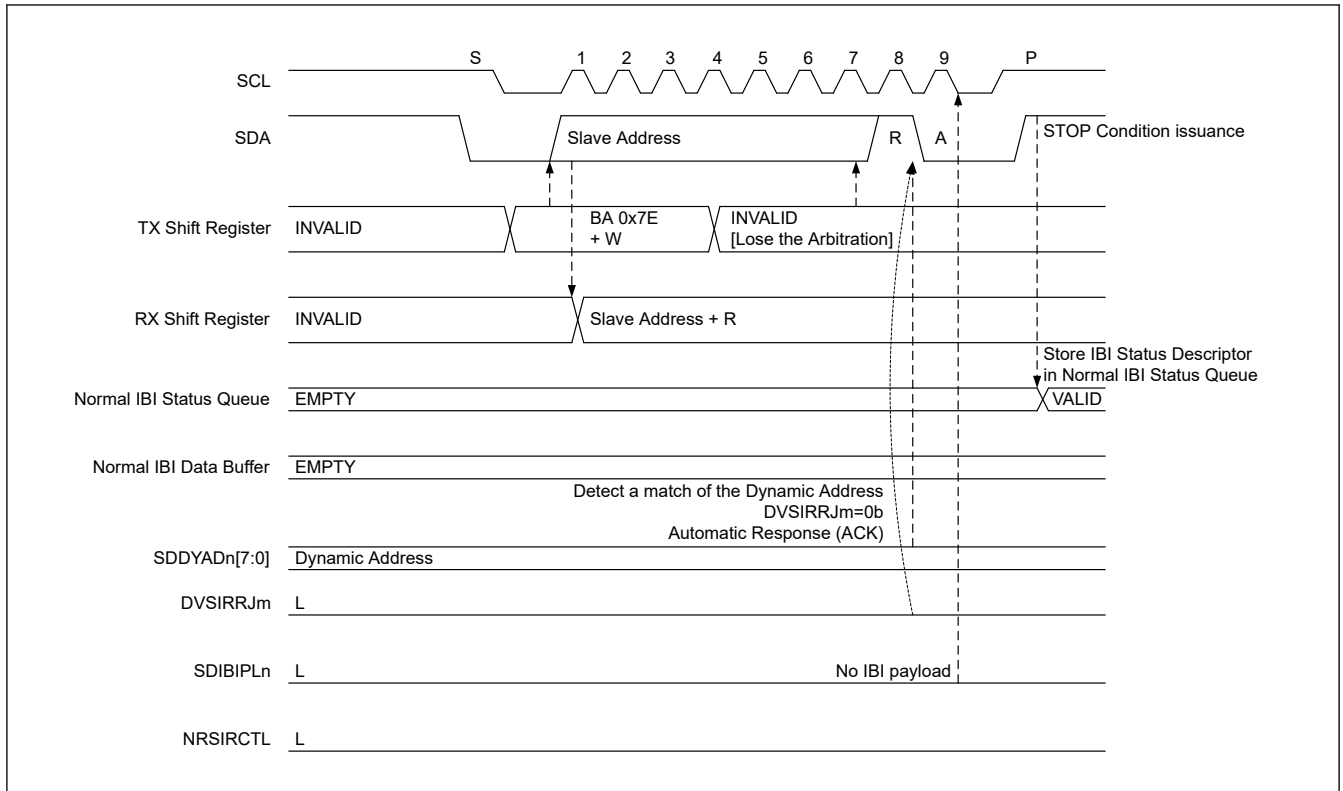 S 1 2 3 4 5 6 7 8 9 P
SCL
SDA Slave Address R A STOP Condition issuance
TX Shift Register INVALID BA 0x7E
+ W INVALID
[Lose the Arbitration]
RX Shift Register INVALID Slave Address + R
Store IBI Status Descriptor
in Normal IBI Status Queue
Normal IBI Status Queue EMPTY VALID
Normal IBI Data Buffer EMPTY
Detect a match of the Dynamic Address
DVSIRRJm=0b
Automatic Response (ACK)
SDDYADn[7:0] Dynamic Address
DVSIRRJm L
SDIBIPLn L No IBI payload
NRSIRCTL L